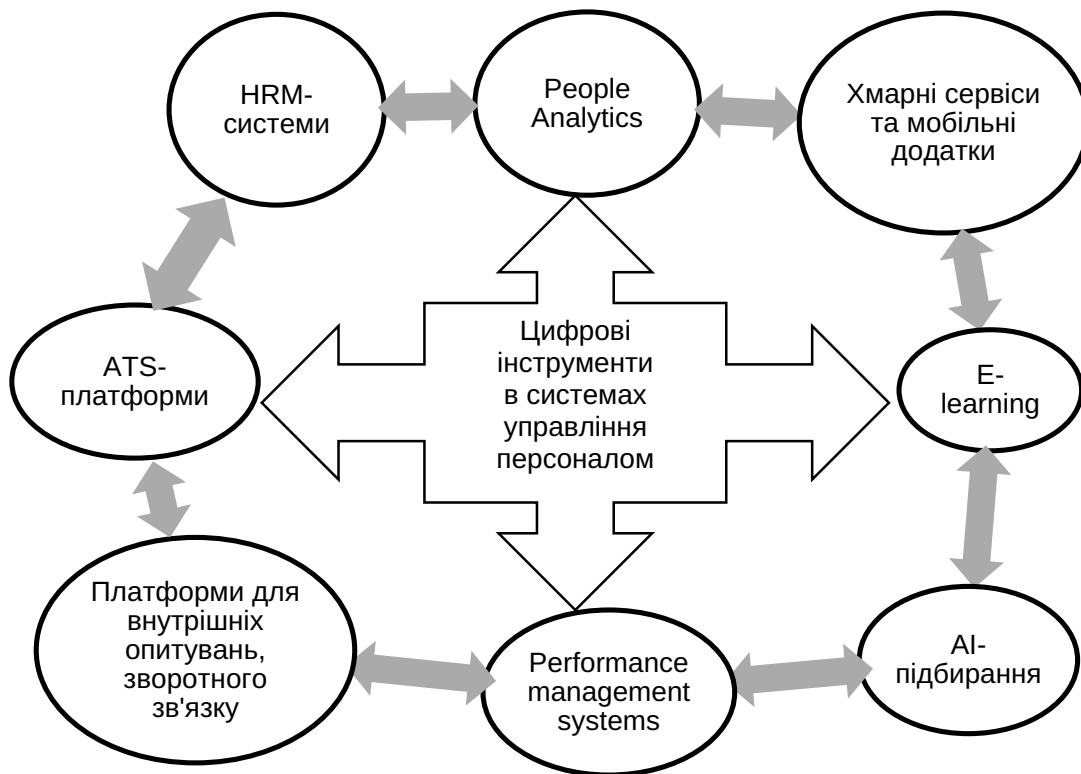 HRM-
системи
People
Analytics
Хмарні сервіси
та мобільні
додатки
ATS-
платформи
Цифрові
інструменти
в системах
управління
персоналом
E-
learning
Платформи для
внутрішніх
опитувань,
зворотного
зв'язку
Performance
management
systems
AI-
підбирання